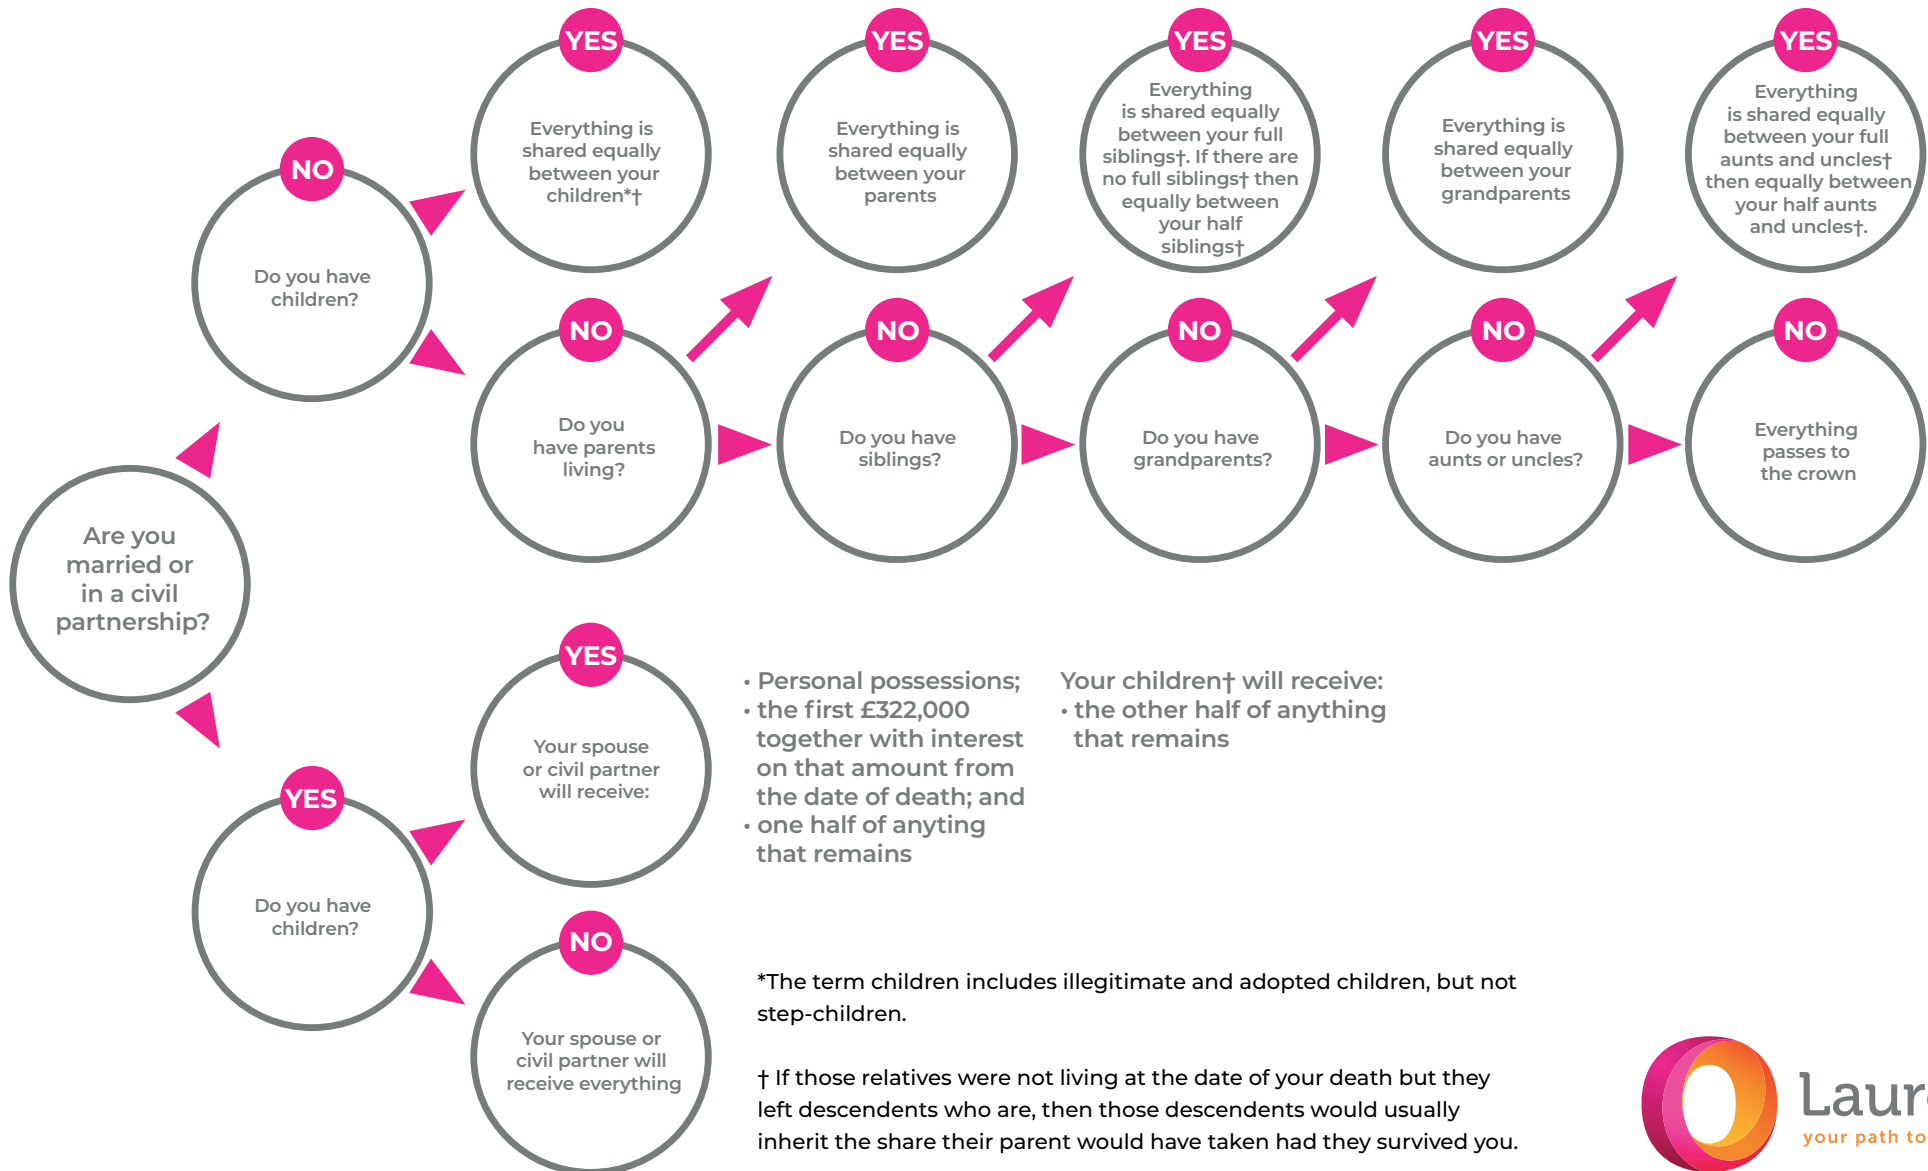 Are you
married or
in a civil
partnership?
NO
Do you have
children?
YES
Everything is
shared equally
between your
children*†
NO
Do you
have parents
living?
YES
Everything is
shared equally
between your
parents
NO
Do you have
siblings?
YES
Everything
is shared equally
between your full
siblings†. If there are
no full siblings† then
equally between
your half
siblings†
NO
Do you have
grandparents?
YES
Everything is
shared equally
between your
grandparents
NO
Do you have
aunts or uncles?
YES
Everything
is shared equally
between your full
aunts and uncles†
then equally between
your half aunts
and uncles†.
NO
Everything
passes to
the crown
YES
Do you have
children?
YES
Your spouse
or civil partner
will receive:
• Personal possessions;
• the first £322,000
together with interest
on that amount from
the date of death; and
• one half of anyting
that remains
Your children† will receive:
• the other half of anything
that remains
NO
Your spouse or
civil partner will
receive everything
*The term children includes illegitimate and adopted children, but not
step-children.
† If those relatives were not living at the date of your death but they
left descendents who are, then those descendents would usually
inherit the share their parent would have taken had they survived you.
your path to